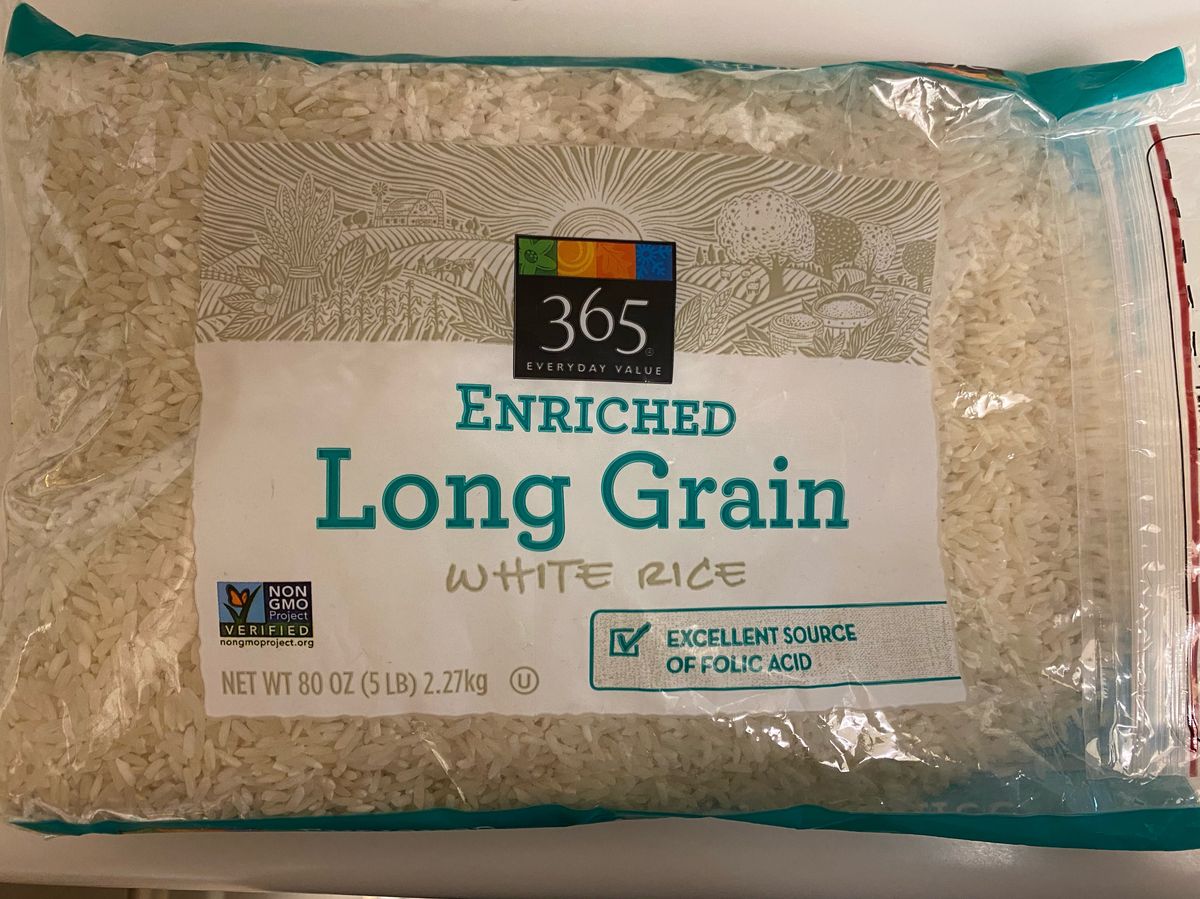 365
EVERYDAY VALUE
ENRICHED
Long Grain
WHITE RICE
NON
GMO
Project
VERIFIED
nongmoproject.org
EXCELLENT SOURCE
OF FOLIC ACID
NET WT 80 OZ (5 LB) 2.27kg U